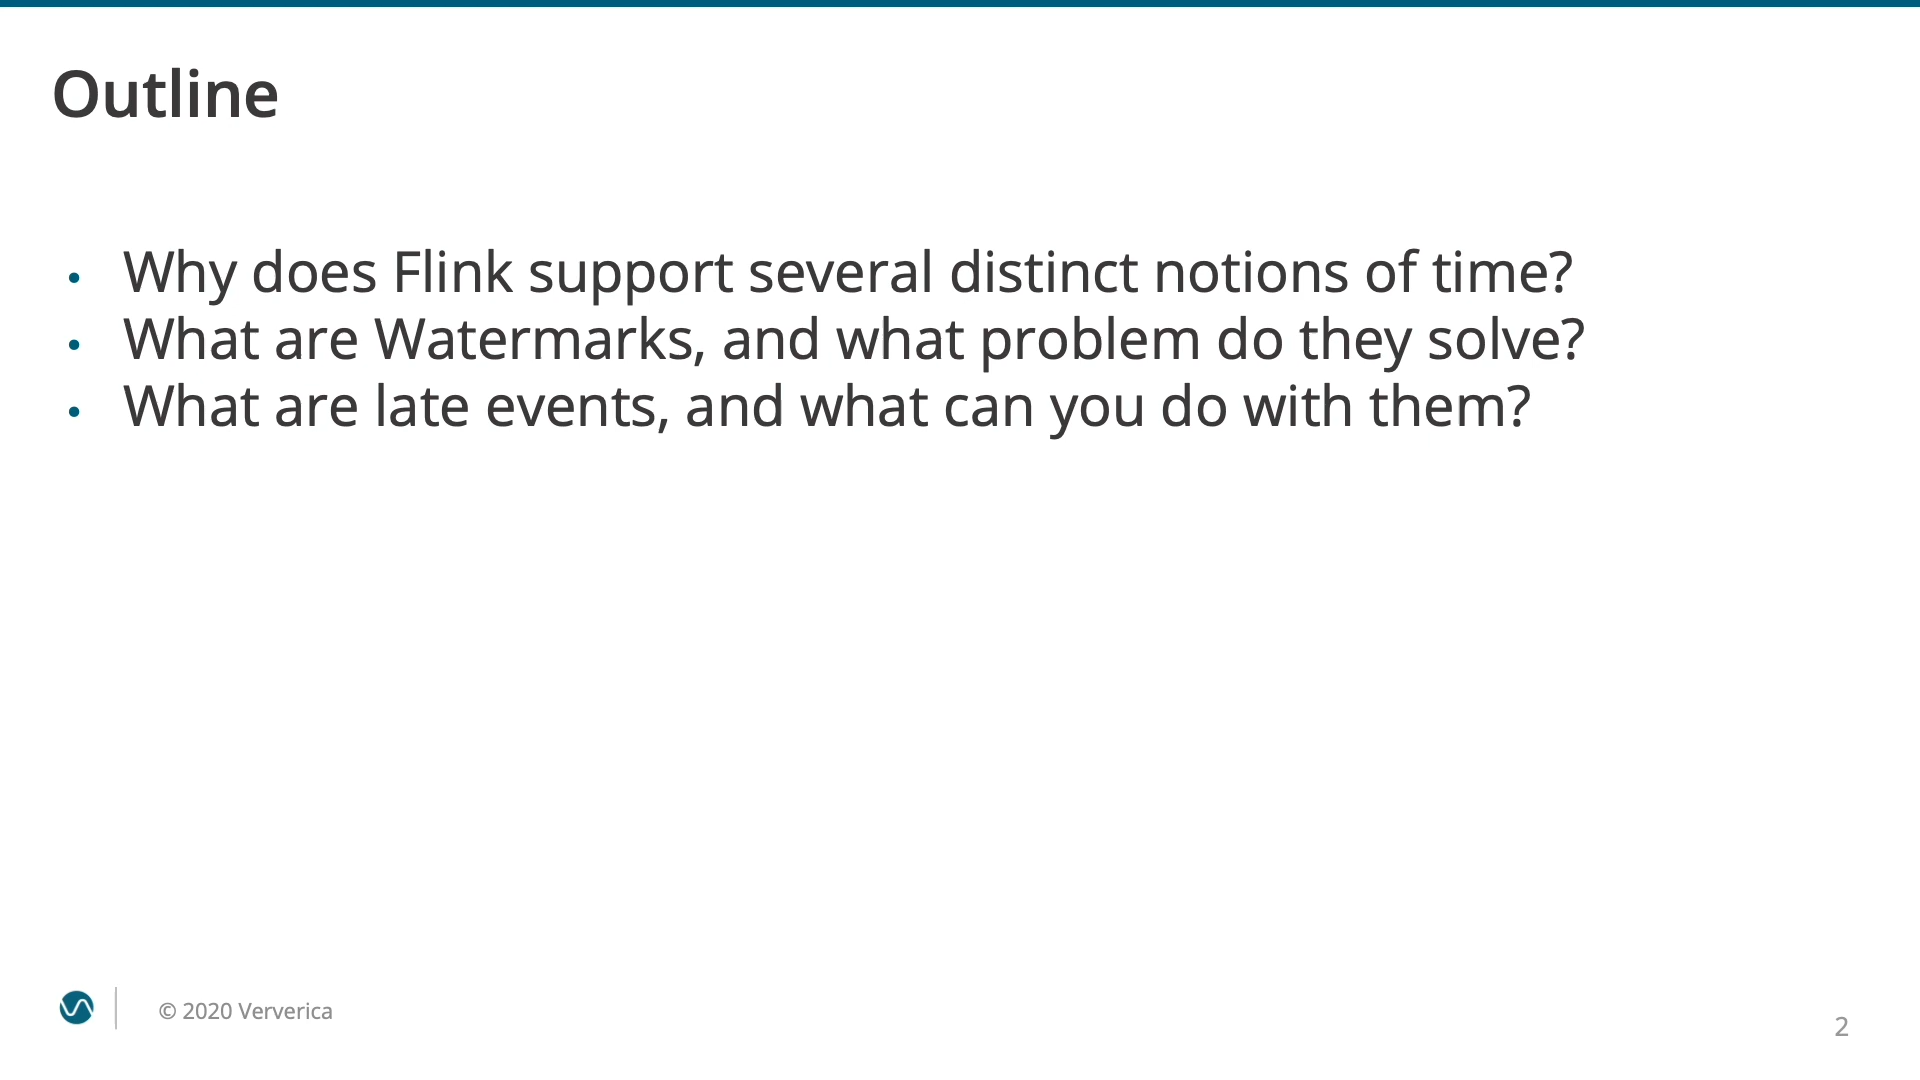 Outline
• Why does Flink support several distinct notions of time?
• What are Watermarks, and what problem do they solve?
• What are late events, and what can you do with them?
© 2020 Ververica
2